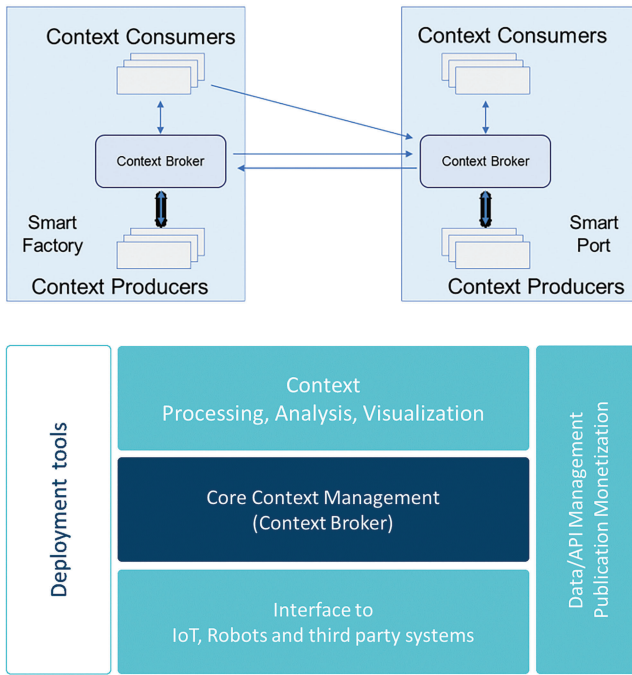 Context Consumers
Context Broker
Smart
Factory
Context Producers
Context Consumers
Context Broker
Smart
Port
Context Producers
Deployment tools
Context
Processing, Analysis, Visualization
Core Context Management
(Context Broker)
Interface to
IoT, Robots and third party systems
Data/API Management
Publication Monetization